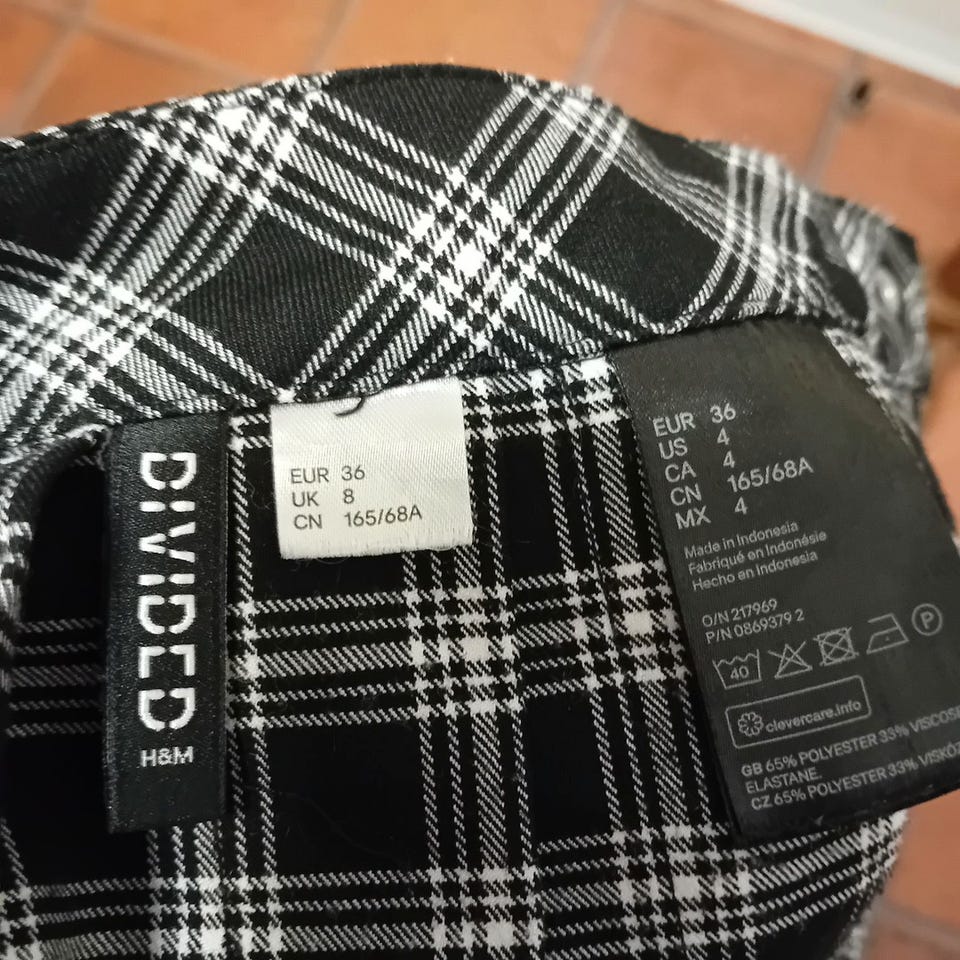 DIVIDED
H&M
EUR 36
UK 8
CN 165/68A
EUR 36
US 4
CA 4
CN 165/68A
MX 4
Made in Indonesia
Fabriqué en Indonésie
Hecho en Indonesia
O/N 217969
P/N 0869379 2
40 P
clevercare.info
GB 65% POLYESTER 33% VISCOSE
ELASTANE.
CZ 65% POLYESTER 33%